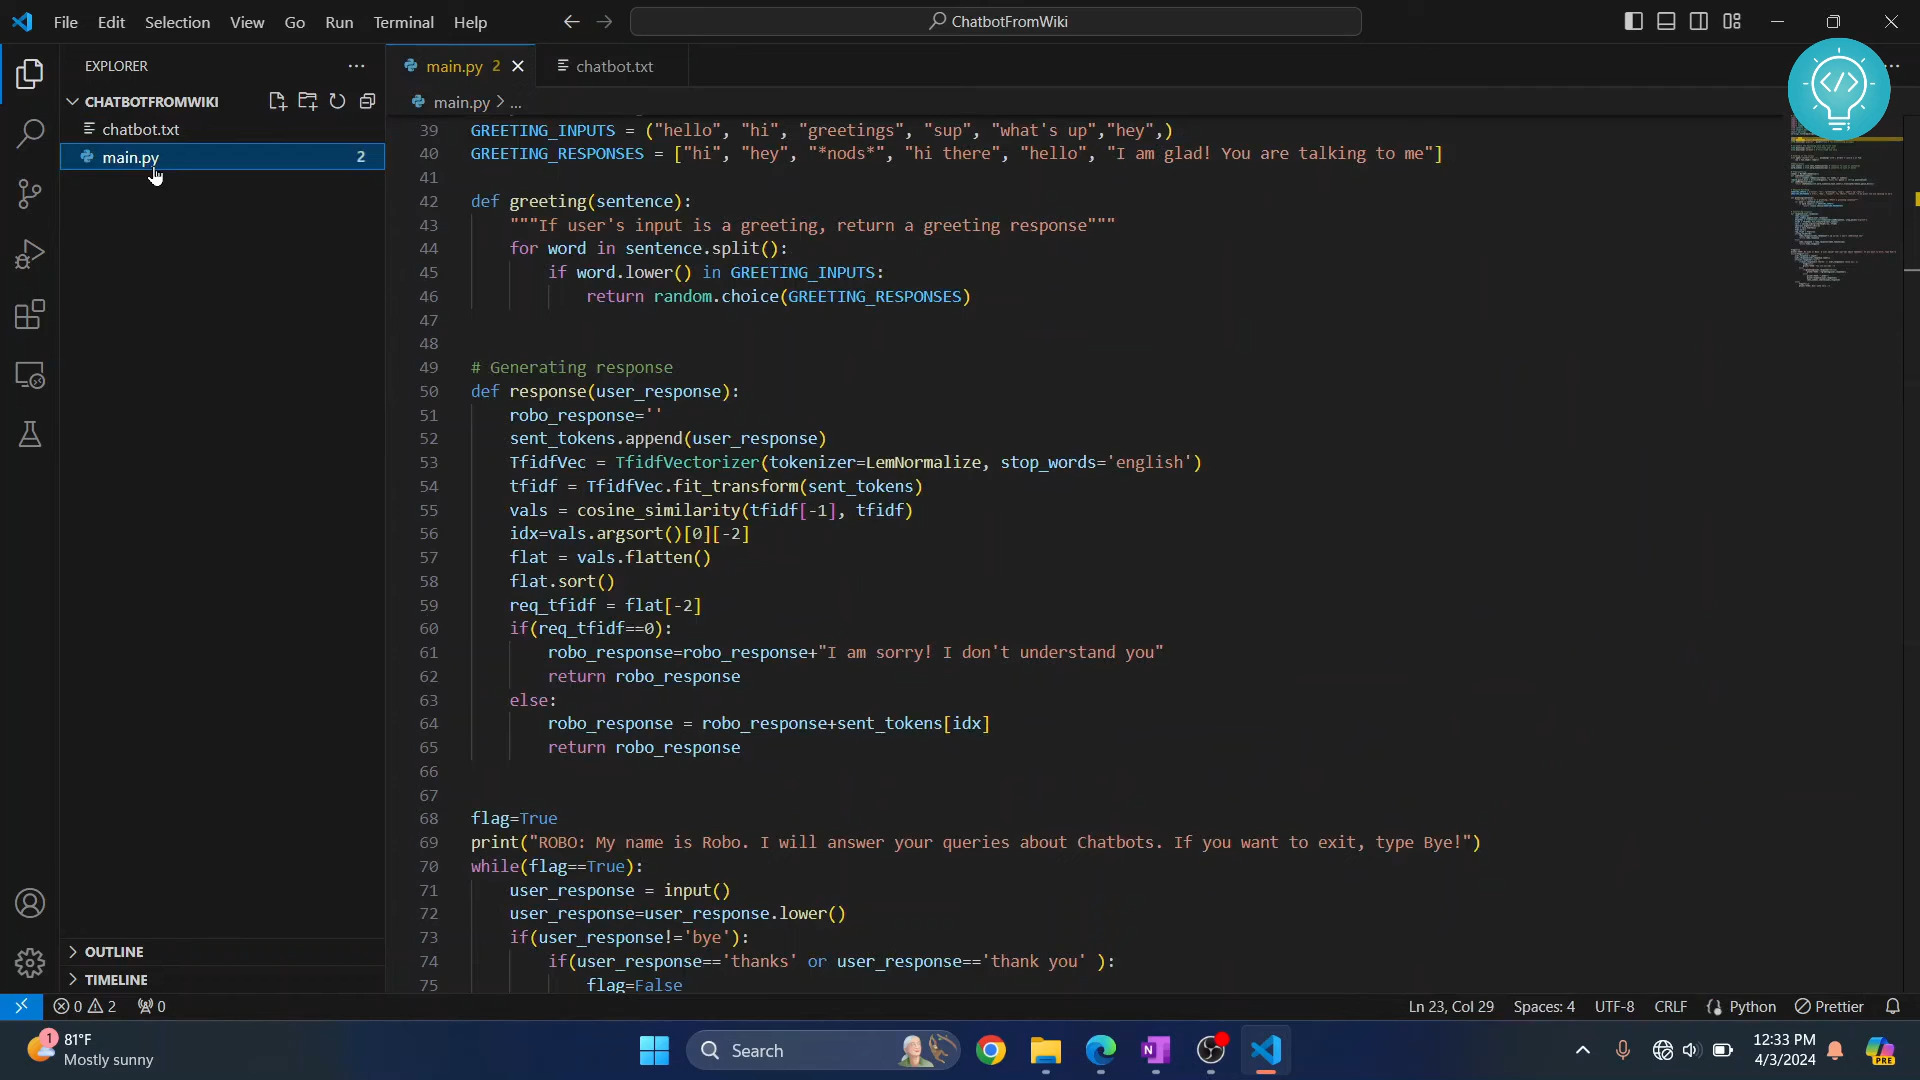 File Edit Selection View Go Run Terminal Help
ChatbotFromWiki
EXPLORER
CHATBOTFROMWIKI
chatbot.txt
main.py 2
OUTLINE
TIMELINE
main.py 2
chatbot.txt
main.py > ...
39 GREETING_INPUTS = ("hello", "hi", "greetings", "sup", "what's up","hey",)
40 GREETING_RESPONSES = ["hi", "hey", "*nods*", "hi there", "hello", "I am glad! You are talking to me"]
41
42 def greeting(sentence):
43 """If user's input is a greeting, return a greeting response"""
44 for word in sentence.split():
45 if word.lower() in GREETING_INPUTS:
46 return random.choice(GREETING_RESPONSES)
47
48
49 # Generating response
50 def response(user_response):
51 robo_response=''
52 sent_tokens.append(user_response)
53 TfidfVec = TfidfVectorizer(tokenizer=LemNormalize, stop_words='english')
54 tfidf = TfidfVec.fit_transform(sent_tokens)
55 vals = cosine_similarity(tfidf[-1], tfidf)
56 idx=vals.argsort()[0][-2]
57 flat = vals.flatten()
58 flat.sort()
59 req_tfidf = flat[-2]
60 if(req_tfidf==0):
61 robo_response=robo_response+"I am sorry! I don't understand you"
62 return robo_response
63 else:
64 robo_response = robo_response+sent_tokens[idx]
65 return robo_response
66
67
68 flag=True
69 print("ROBO: My name is Robo. I will answer your queries about Chatbots. If you want to exit, type Bye!")
70 while(flag==True):
71 user_response = input()
72 user_response=user_response.lower()
73 if(user_response!='bye'):
74 if(user_response=='thanks' or user_response=='thank you' ):
75 flag=False
0 2 0
Ln 23, Col 29 Spaces: 4 UTF-8 CRLF Python Prettier
1
81°F
Mostly sunny
Search
12:33 PM
4/3/2024
PRE